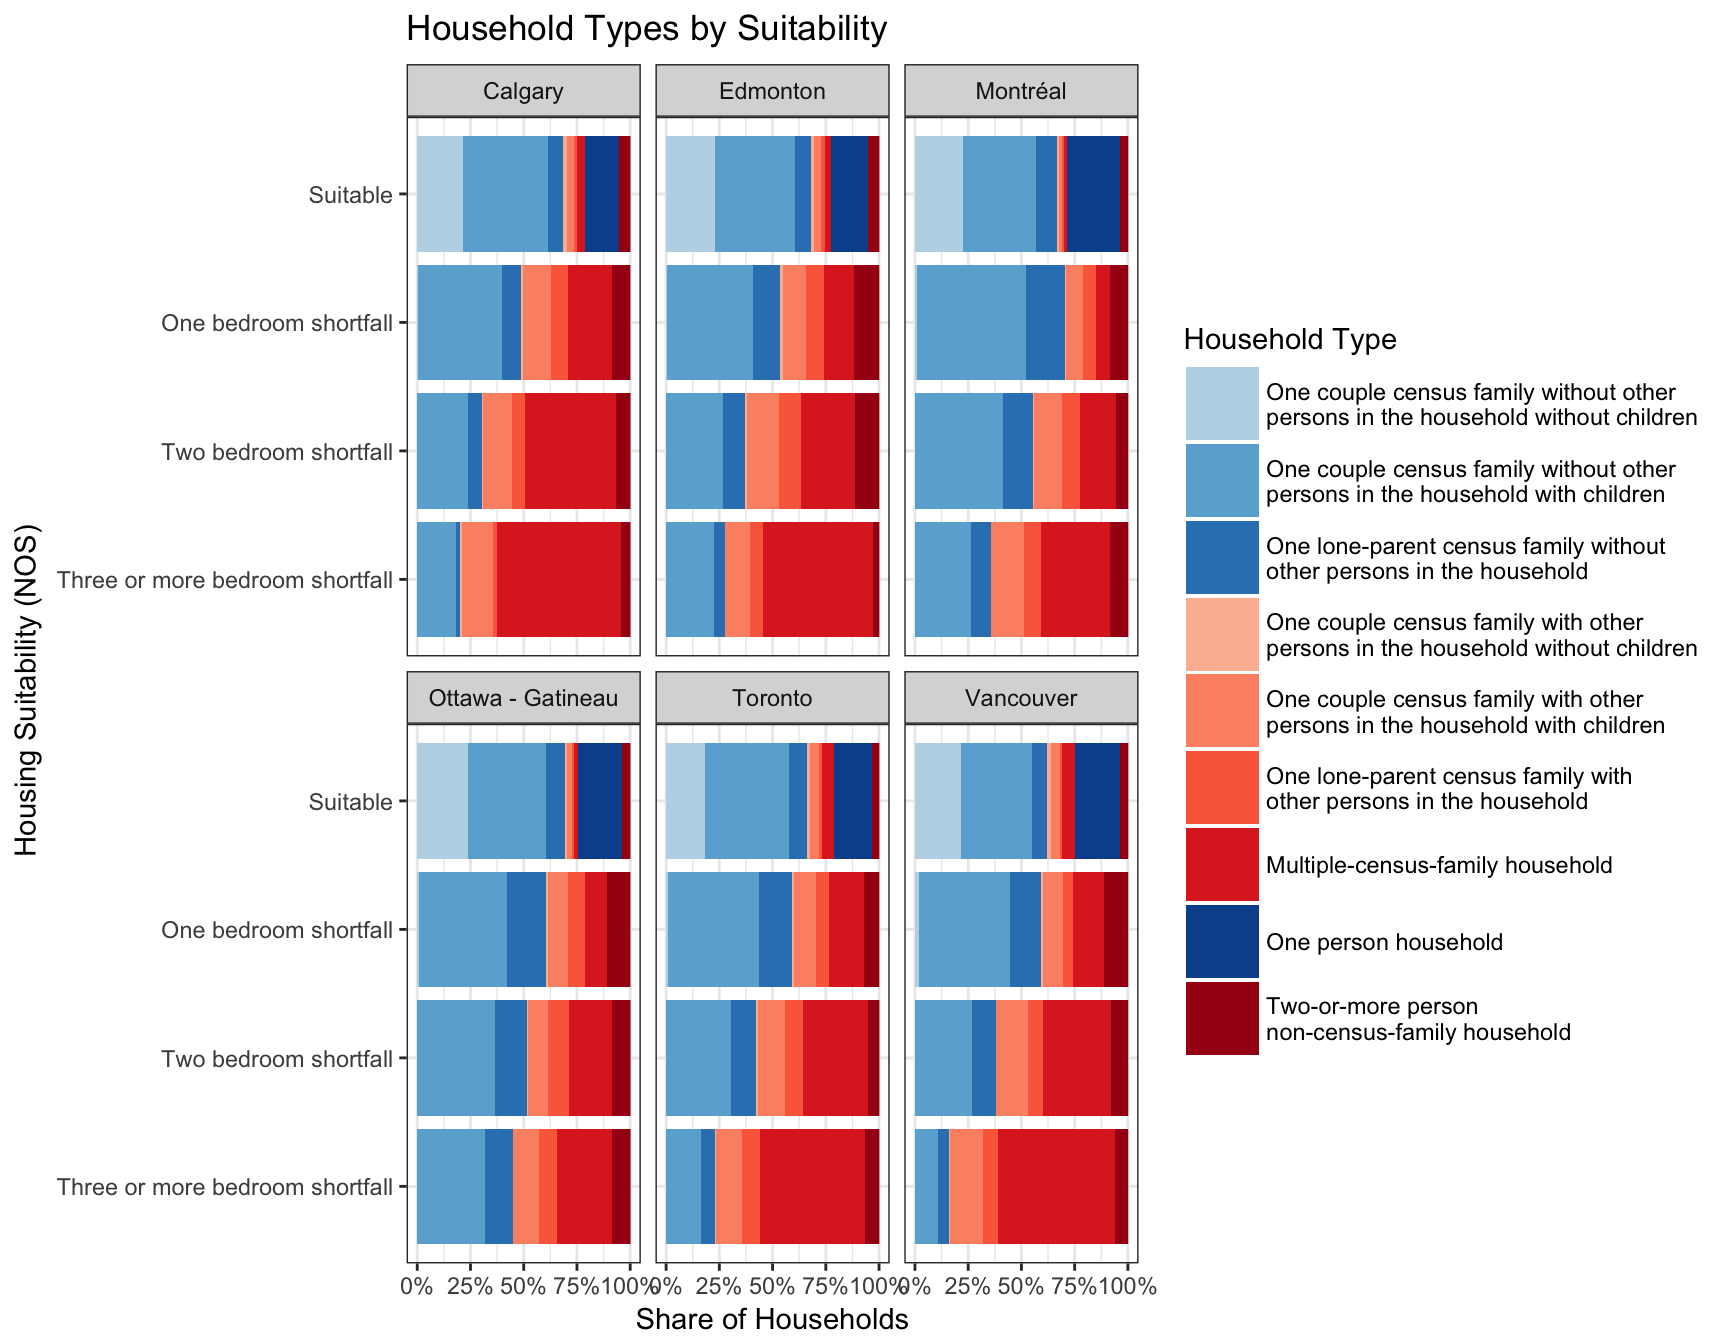 Household Types by Suitability
Calgary
Edmonton
Montréal
Suitable
One bedroom shortfall
Two bedroom shortfall
Three or more bedroom shortfall
Ottawa - Gatineau
Toronto
Vancouver
Suitable
One bedroom shortfall
Two bedroom shortfall
Three or more bedroom shortfall
0% 25% 50% 75% 100%
0% 25% 50% 75% 100%
0% 25% 50% 75% 100%
Share of Households
Housing Suitability (NOS)
Household Type
One couple census family without other
persons in the household without children
One couple census family without other
persons in the household with children
One lone-parent census family without
other persons in the household
One couple census family with other
persons in the household without children
One couple census family with other
persons in the household with children
One lone-parent census family with
other persons in the household
Multiple-census-family household
One person household
Two-or-more person
non-census-family household